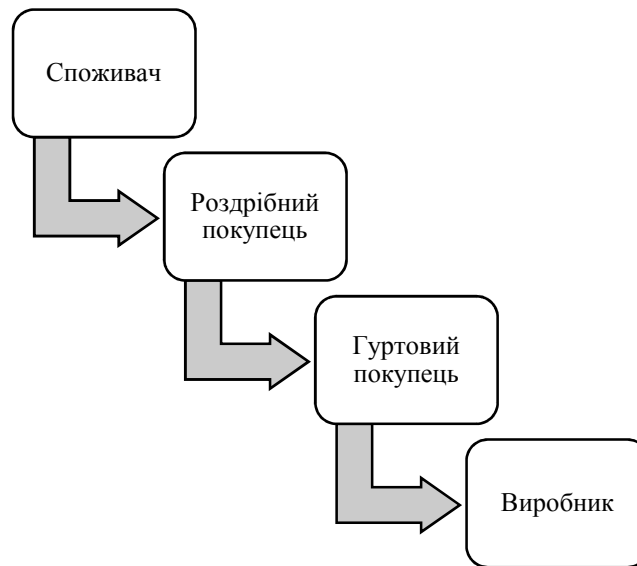 Споживач
Роздрібний
покупець
Гуртовий
покупець
Виробник